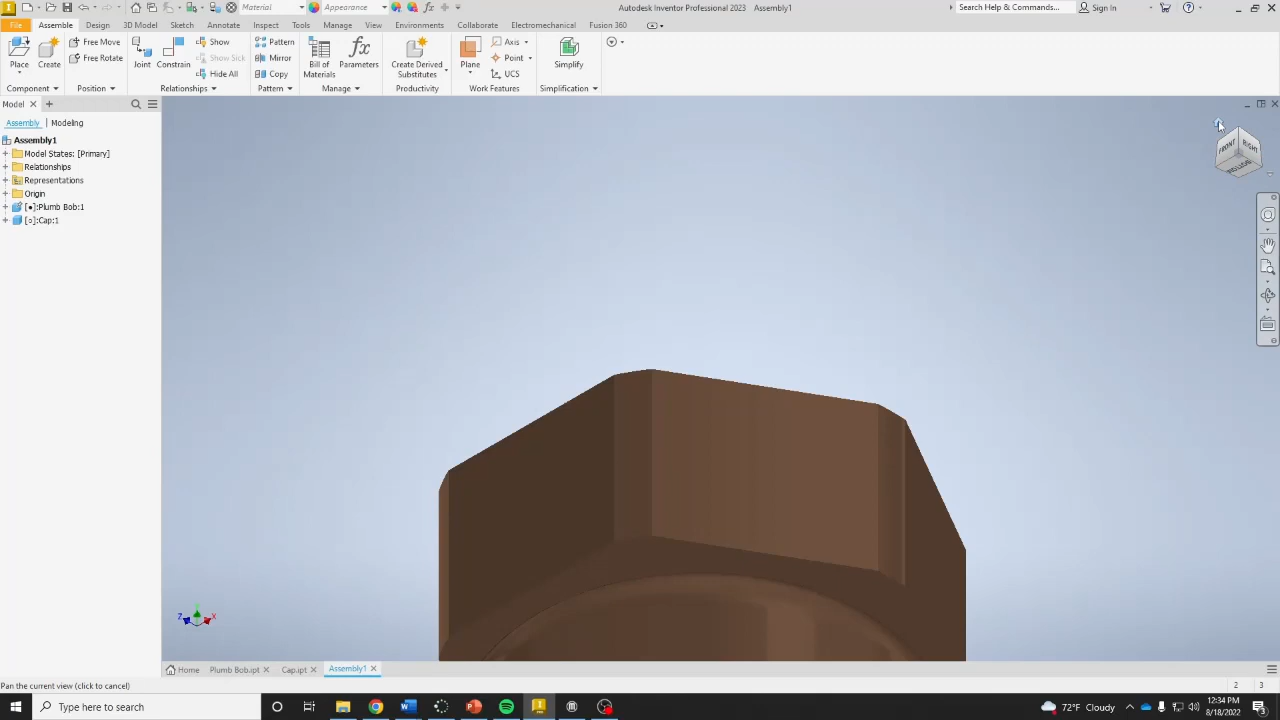 Material
Appearance
Autodesk Inventor Professional 2023 Assembly1
Search Help & Commands...
Sign In
File
Assemble
Design
3D Model
Sketch
Annotate
Inspect
Tools
Manage
View
Environments
Collaborate
Electromechanical
Fusion 360
Place
Create
Free Move
Free Rotate
Joint
Constrain
Show
Show Sick
Hide All
Pattern
Mirror
Copy
Bill of
Materials
Parameters
Create Derived
Substitutes
Plane
Axis
Point
UCS
Simplify
Component
Position
Relationships
Pattern
Manage
Productivity
Work Features
Simplification
Model
Assembly
Modeling
Assembly1
Model States: [Primary]
Relationships
Representations
Origin
[●]:Plumb Bob:1
[○]:Cap:1
FRONT
RIGHT
Z
X
Home
Plumb Bob.ipt
Cap.ipt
Assembly1
Pan the current view (click to cancel)
2
3
Type here to search
72°F Cloudy
12:34 PM
8/18/2022